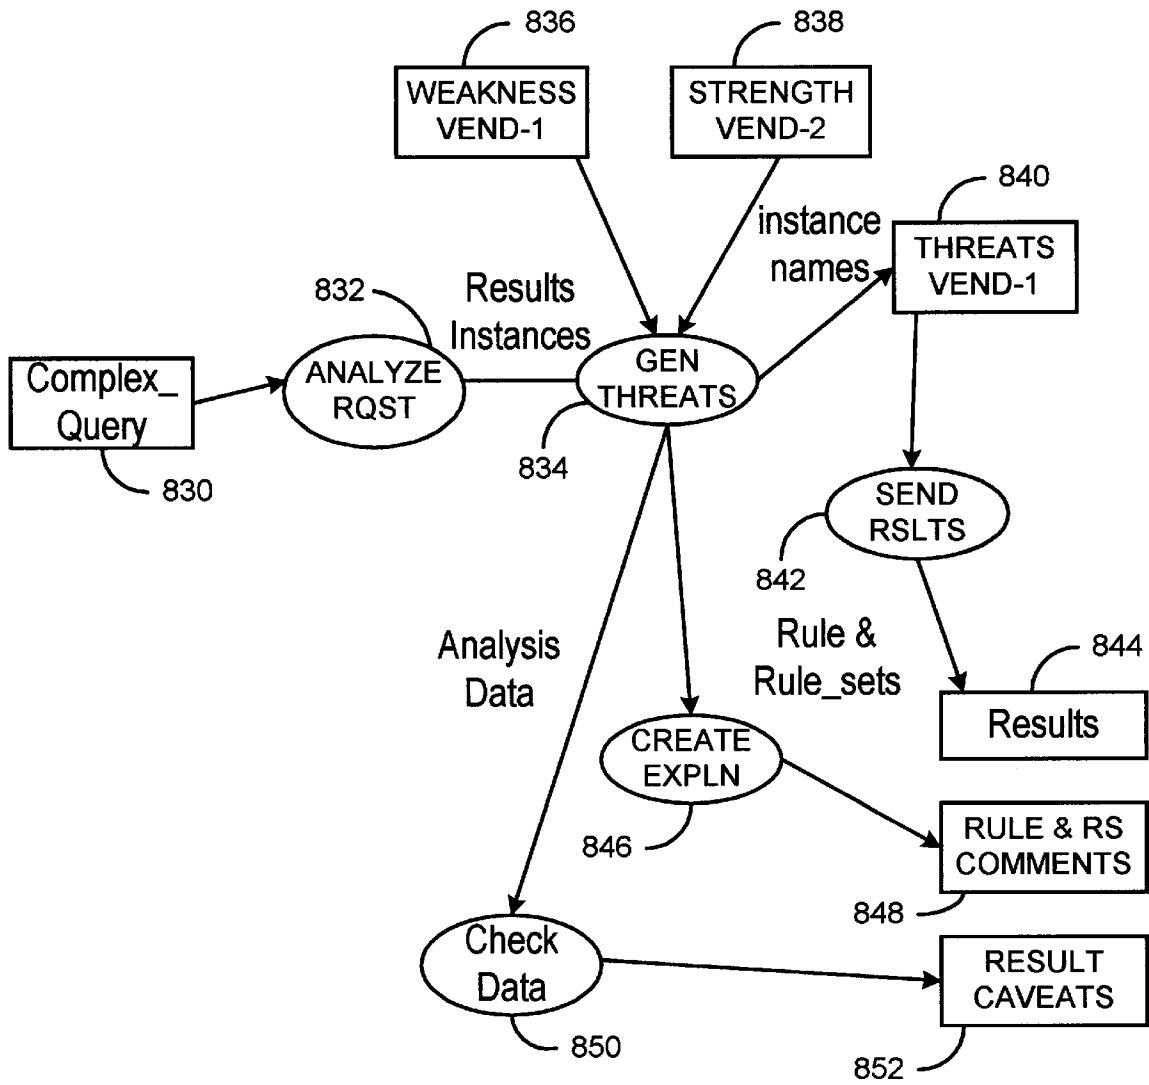 836
838
WEAKNESS
VEND-1
STRENGTH
VEND-2
840
instance
names
THREATS
VEND-1
832
Results
Instances
Complex_
Query
ANALYZE
RQST
GEN
THREATS
830
834
SEND
RSLTS
842
Analysis
Data
Rule &
Rule_sets
844
Results
CREATE
EXPLN
846
RULE & RS
COMMENTS
848
Check
Data
850
RESULT
CAVEATS
852